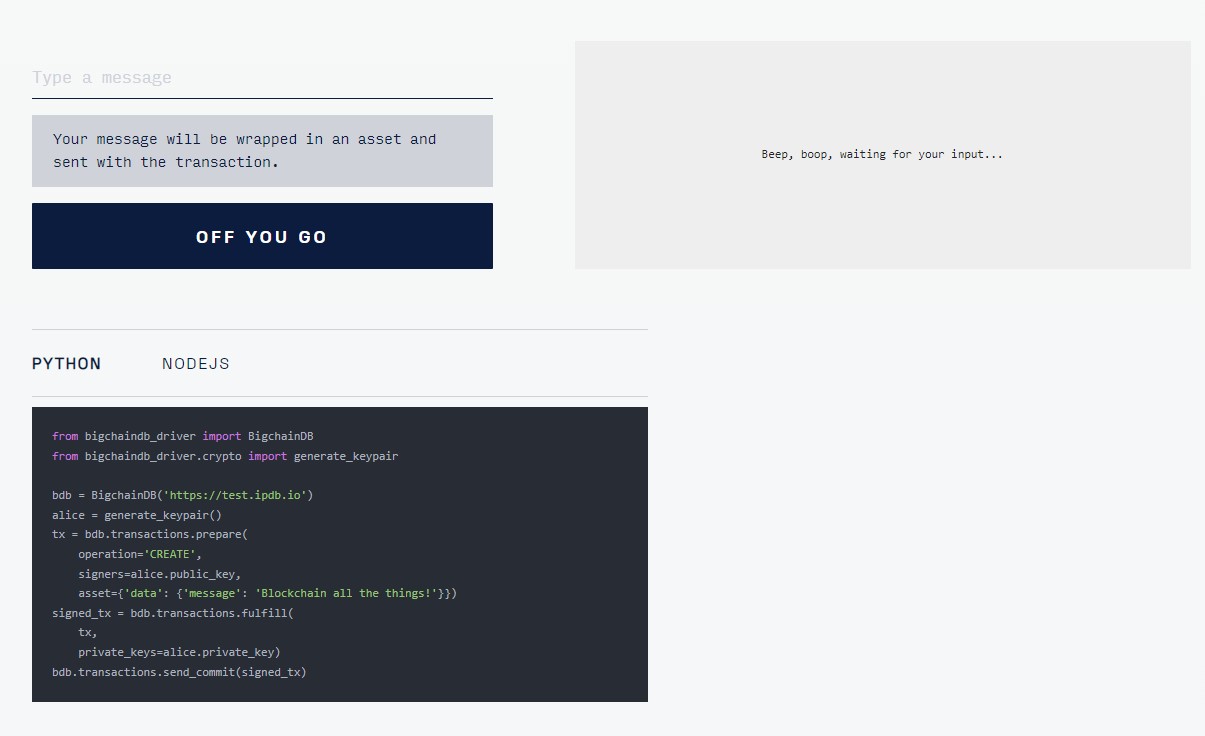 Type a message
Your message will be wrapped in an asset and
sent with the transaction.
OFF YOU GO
Beep, boop, waiting for your input...
PYTHON
NODEJS
from bigchaindb_driver import BigchainDB
from bigchaindb_driver.crypto import generate_keypair
bdb = BigchainDB('https://test.ipdb.io')
alice = generate_keypair()
tx = bdb.transactions.prepare(
    operation='CREATE',
    signers=alice.public_key,
    asset={'data': {'message': 'Blockchain all the things!'}})
signed_tx = bdb.transactions.fulfill(
    tx,
    private_keys=alice.private_key)
bdb.transactions.send_commit(signed_tx)